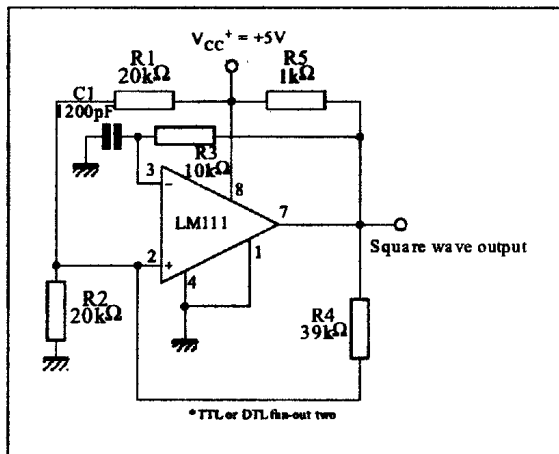 VCC+ = +5V
R1
20kΩ
R5
1kΩ
C1
1200pF
R3
10kΩ
3
-
8
LM111
7
2
+
1
4
Square wave output
R2
20kΩ
R4
39kΩ
*TTL or DTL fan-out two